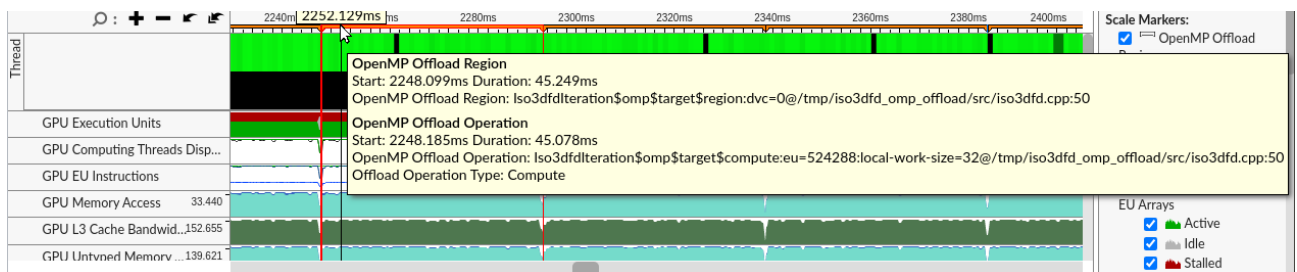 2240m 2252.129ms ms 2280ms 2300ms 2320ms 2340ms 2360ms 2380ms 2400ms
Scale Markers:
OpenMP Offload
Thread
OpenMP Offload Region
Start: 2248.099ms Duration: 45.249ms
OpenMP Offload Region: Iso3dfdIteration$omp$target$region:dvc=0@/tmp/iso3dfd_omp_offload/src/iso3dfd.cpp:50
OpenMP Offload Operation
Start: 2248.185ms Duration: 45.078ms
OpenMP Offload Operation: Iso3dfdIteration$omp$target$compute:eu=524288:local-work-size=32@/tmp/iso3dfd_omp_offload/src/iso3dfd.cpp:50
Offload Operation Type: Compute
GPU Execution Units
GPU Computing Threads Disp...
GPU EU Instructions
GPU Memory Access 33.440
GPU L3 Cache Bandwid...152.655
GPU Untyped Memory ...139.621
EU Arrays
Active
Idle
Stalled